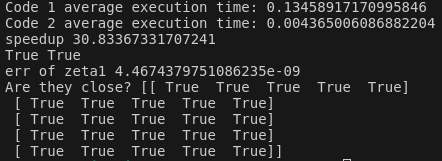 Code 1 average execution time: 0.13458917170995846
Code 2 average execution time: 0.004365006086882204
speedup 30.83367331707241
True True
err of zeta1 4.4674379751086235e-09
Are they close? [[ True  True  True  True  True]
 [ True  True  True  True  True]
 [ True  True  True  True  True]
 [ True  True  True  True  True]
 [ True  True  True  True  True]]